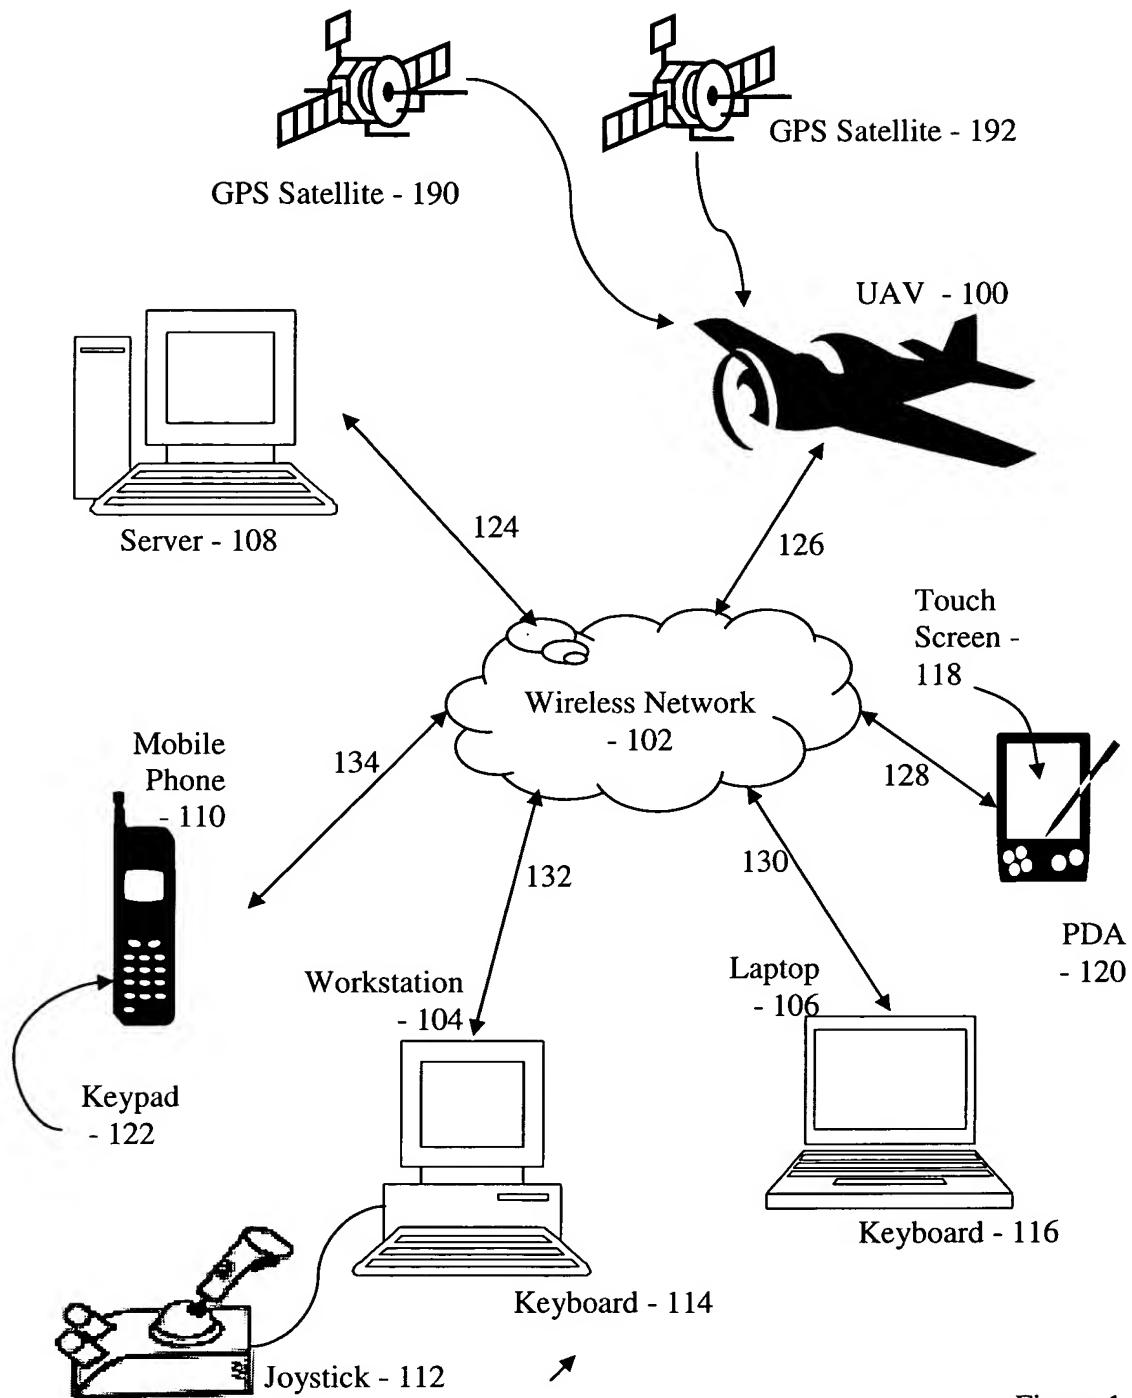 GPS Satellite - 192
GPS Satellite - 190
UAV - 100
Server - 108
124
126
Touch
Screen -
118
Wireless Network
- 102
Mobile
Phone
- 110
134
128
132
130
PDA
- 120
Workstation
- 104
Laptop
- 106
Keypad
- 122
Keyboard - 116
Keyboard - 114
Joystick - 112